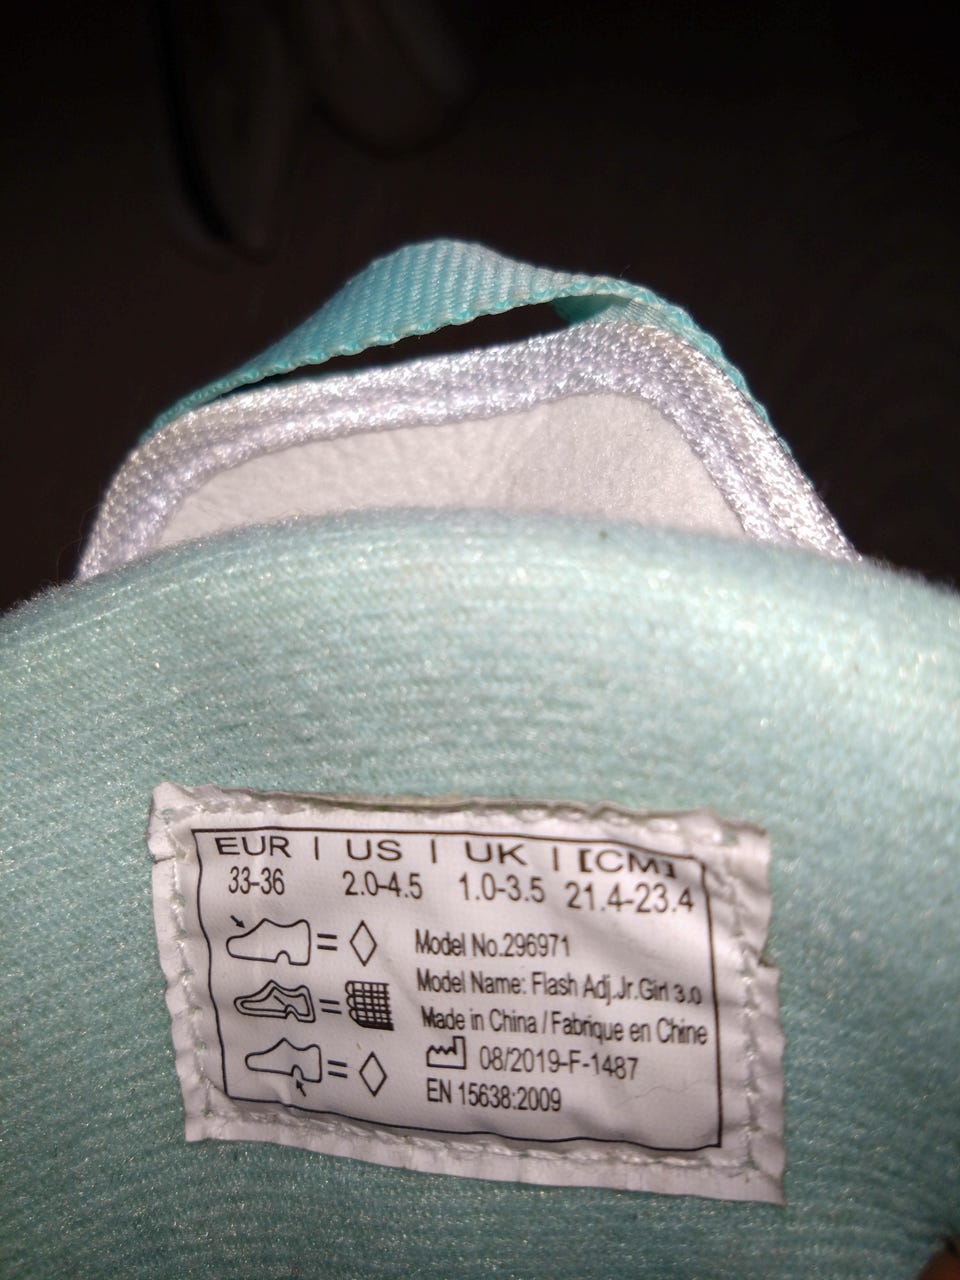 EUR | US | UK | [CM]
33-36 2.0-4.5 1.0-3.5 21.4-23.4
Model No.296971
Model Name: Flash Adj.Jr.Girl 3.0
Made in China / Fabrique en Chine
08/2019-F-1487
EN 15638:2009